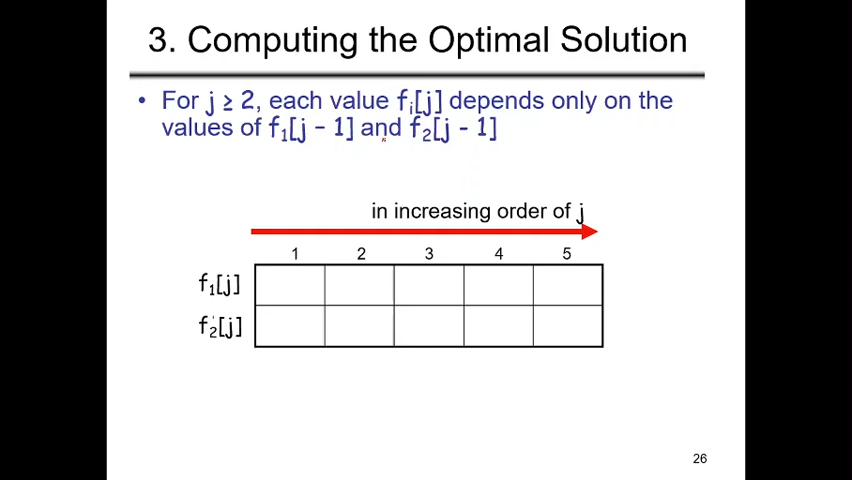 3. Computing the Optimal Solution
• For j ≥ 2, each value fᵢ[j] depends only on the
values of f₁[j – 1] and f₂[j - 1]
in increasing order of j
1 2 3 4 5
f₁[j]
f₂[j]
26